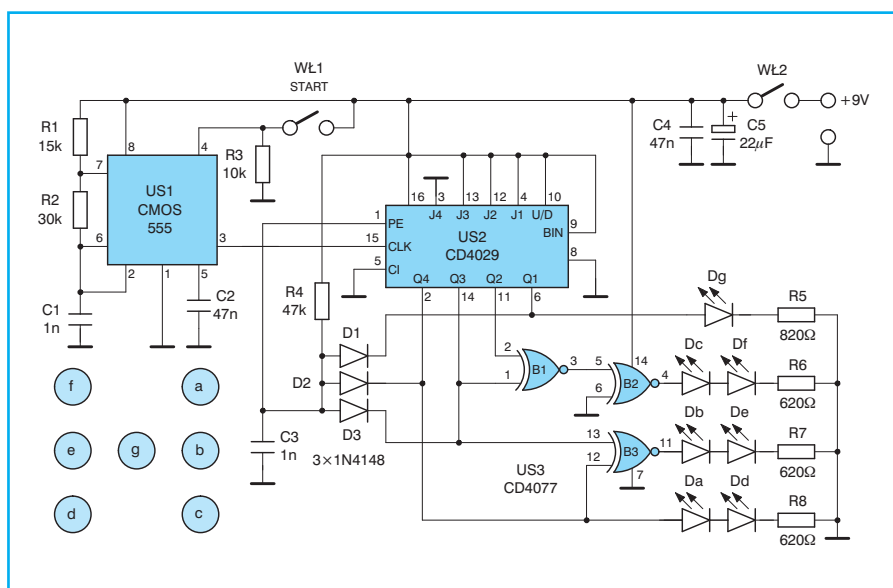 WŁ1
START
WŁ2
+9V
R1
15k
8
4
7
R3
10k
C4
47n
+
C5
22µF
R2
30k
US1
CMOS
555
6
3
2
1
5
C1
1n
C2
47n
16
3
13
12
4
10
J4
J3
J2
J1
U/D
1
PE
BIN
9
15
CLK
US2
CD4029
8
5
CI
Q4
Q3
Q2
Q1
2
14
11
6
R4
47k
D1
D2
D3
3×1N4148
C3
1n
2
1
B1
3
5
6
14
B2
4
13
12
B3
11
7
US3
CD4077
Dg
R5
820Ω
Dc
Df
R6
620Ω
Db
De
R7
620Ω
Da
Dd
R8
620Ω
f
a
e
g
b
d
c